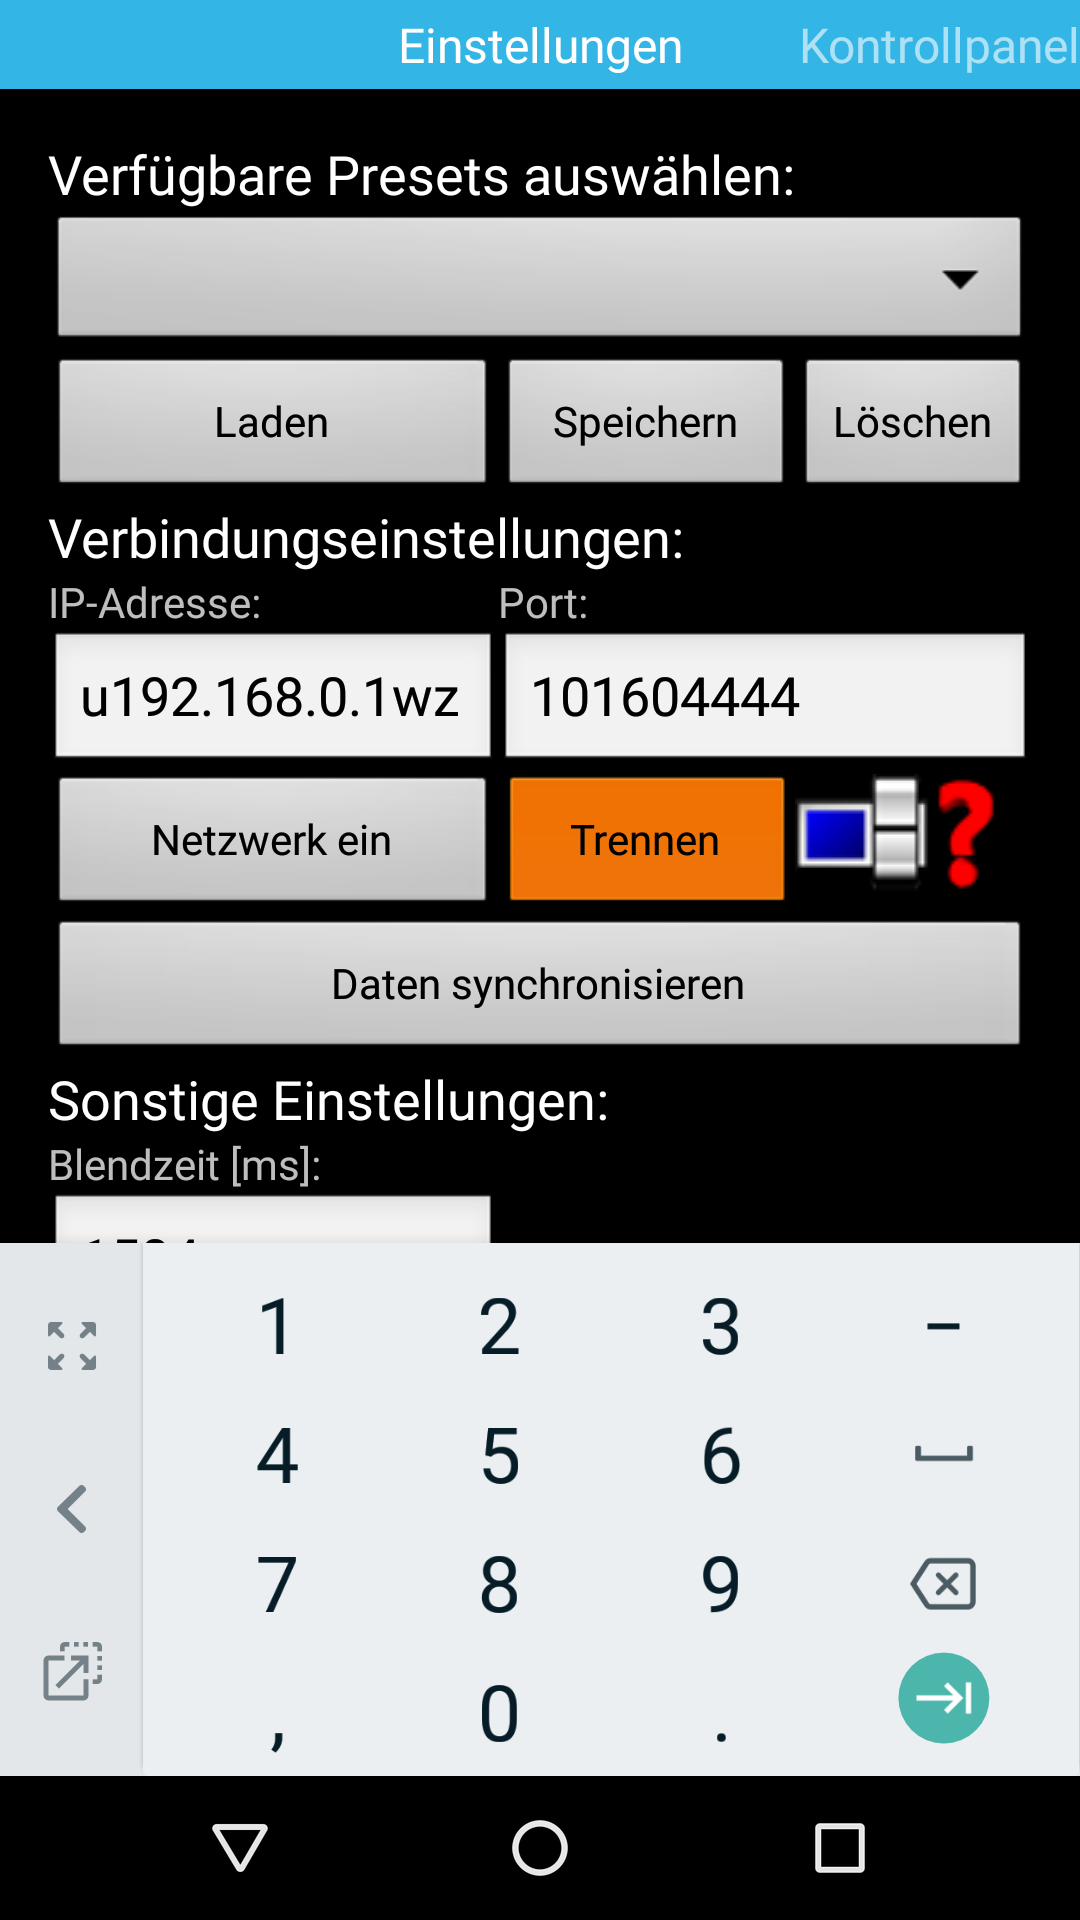 Einstellungen Kontrollpanel
Verfügbare Presets auswählen:
Laden Speichern Löschen
Verbindungseinstellungen:
IP-Adresse: Port:
u192.168.0.1wz 101604444
Netzwerk ein Trennen ?
Daten synchronisieren
Sonstige Einstellungen:
Blendzeit [ms]:
1 2 3 –
4 5 6
7 8 9
, 0 .